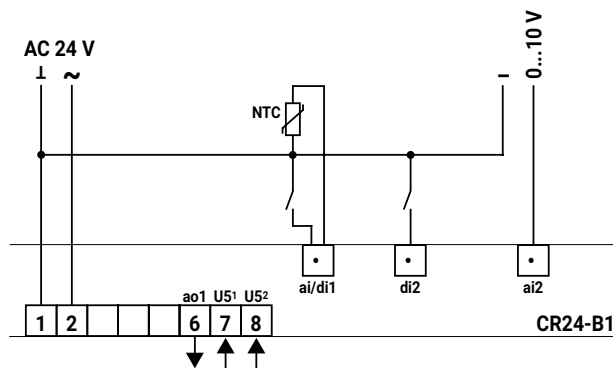 AC 24 V
⊥ ~
– 0...10 V
NTC
ai/di1 di2 ai2
ao1 U5¹ U5²
1 2 6 7 8
CR24-B1